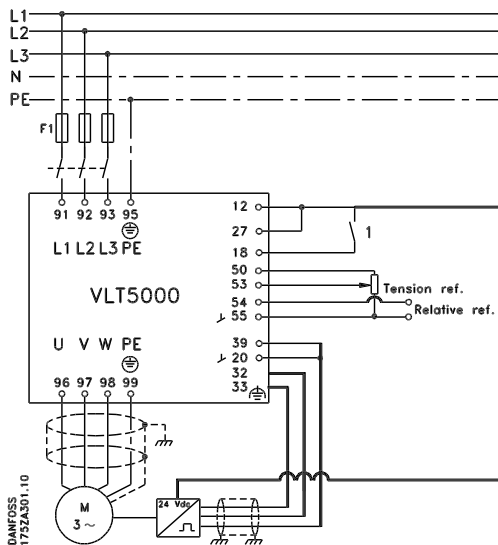 L1
L2
L3
N
PE
F1
91 92 93 95
L1 L2 L3 PE
VLT5000
U V W PE
96 97 98 99
12
27
18
50
53
54
55
39
20
32
33
1
Tension ref.
Relative ref.
M
3~
24 Vdc
DANFOSS
175ZA301.10